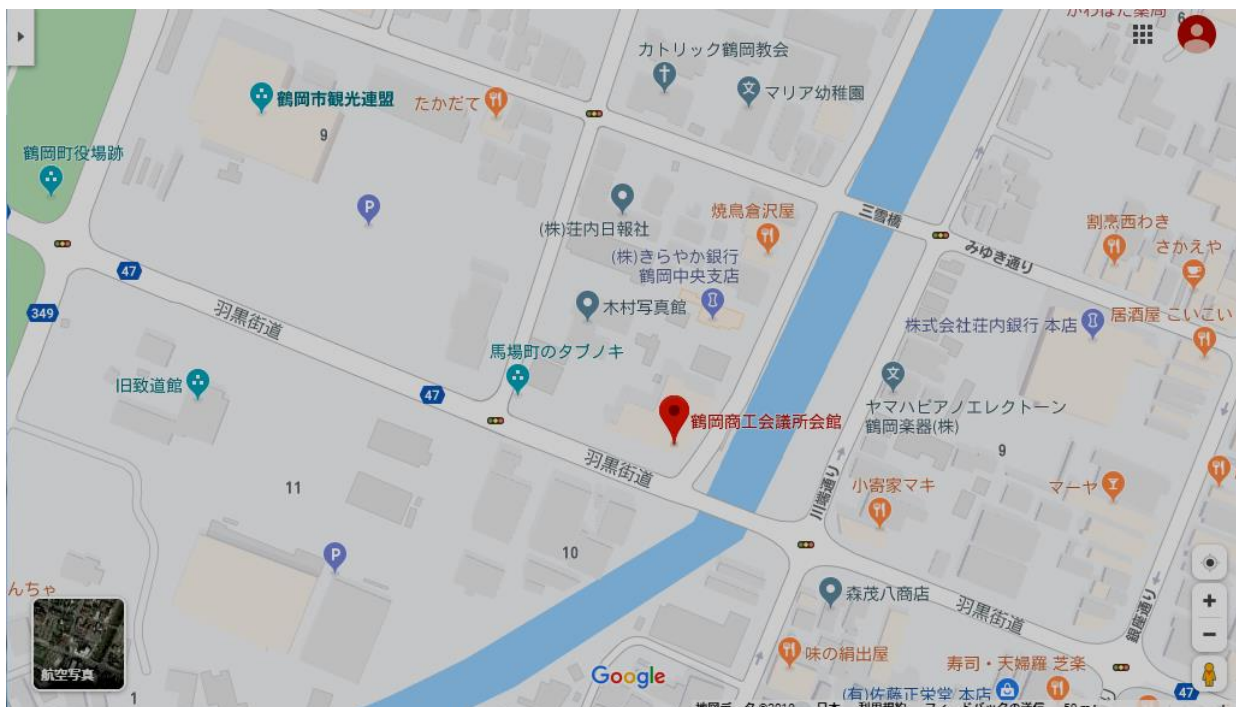 かわばた薬局
6
カトリック鶴岡教会
マリア幼稚園
鶴岡市観光連盟
たかだて
9
鶴岡町役場跡
P
(株)荘内日報社
焼鳥倉沢屋
三雪橋
割烹西わき
みゆき通り
さかえや
(株)きらやか銀行
鶴岡中央支店
47
349
羽黒街道
木村写真館
株式会社荘内銀行 本店
居酒屋 こいこい
馬場町のタブノキ
旧致道館
47
ヤマハピアノエレクトーン
鶴岡楽器(株)
鶴岡商工会議所会館
9
羽黒街道
川端通り
小寄家マキ
マーヤ
11
10
P
んちゃ
森茂八商店
羽黒街道
銀座通り
航空写真
味の絹出屋
寿司・天婦羅 芝楽
Google
(有)佐藤正栄堂 本店
47
1